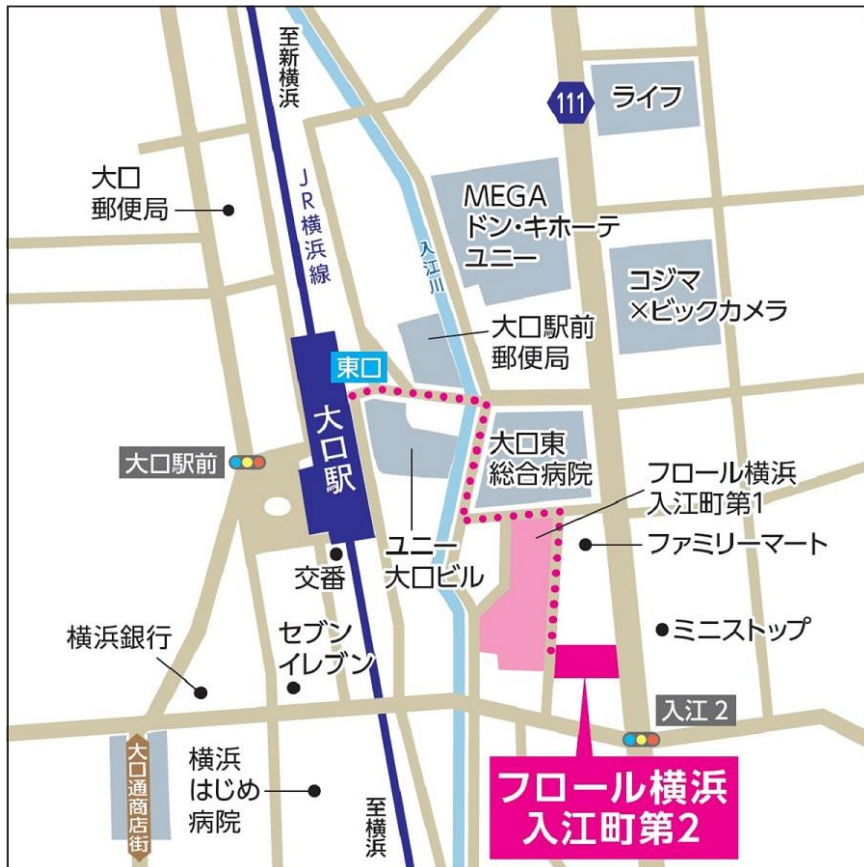 至新横浜
111
ライフ
大口
郵便局
JR横浜線
MEGA
ドン・キホーテ
ユニー
入江川
コジマ
×ビックカメラ
大口駅前
郵便局
東口
大口駅
大口駅前
大口東
総合病院
フロール横浜
入江町第1
ファミリーマート
交番
ユニー
大口ビル
横浜銀行
セブン
イレブン
ミニストップ
入江 2
大口通商店街
横浜
はじめ
病院
至横浜
フロール横浜
入江町第2